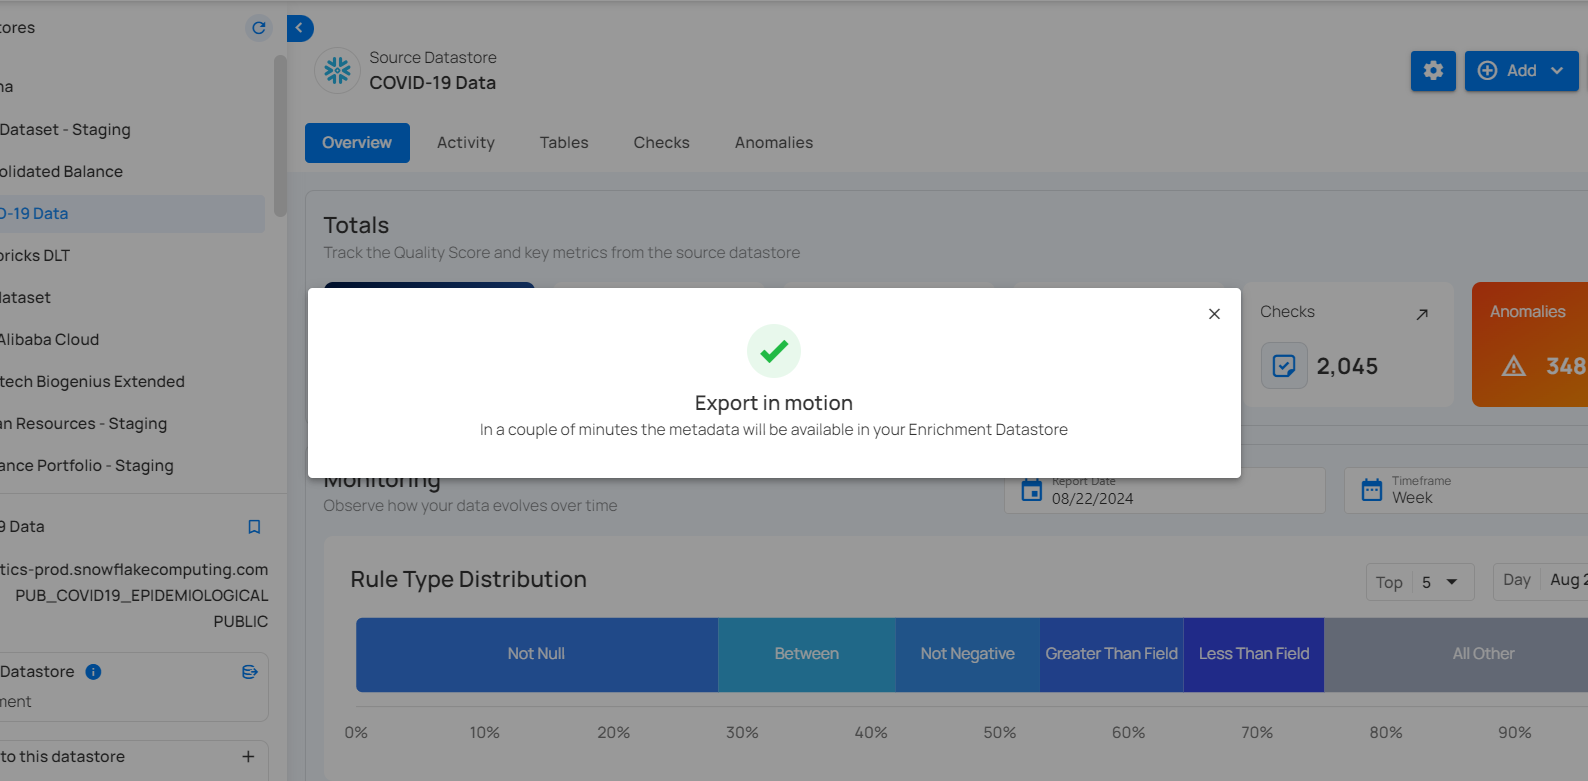 ores
na
Dataset - Staging
olidated Balance
D-19 Data
oricks DLT
dataset
Alibaba Cloud
tech Biogenius Extended
an Resources - Staging
ance Portfolio - Staging
9 Data
tics-prod.snowflakecomputing.com
PUB_COVID19_EPIDEMIOLOGICAL
PUBLIC
Datastore
ment
to this datastore
Source Datastore
COVID-19 Data
Add
Overview Activity Tables Checks Anomalies
Totals
Track the Quality Score and key metrics from the source datastore
Checks
2,045
Anomalies
348
Export in motion
In a couple of minutes the metadata will be available in your Enrichment Datastore
Monitoring
Observe how your data evolves over time
Report Date
08/22/2024
Timeframe
Week
Rule Type Distribution
Top 5
Day Aug 2
Not Null Between Not Negative Greater Than Field Less Than Field All Other
0% 10% 20% 30% 40% 50% 60% 70% 80% 90%